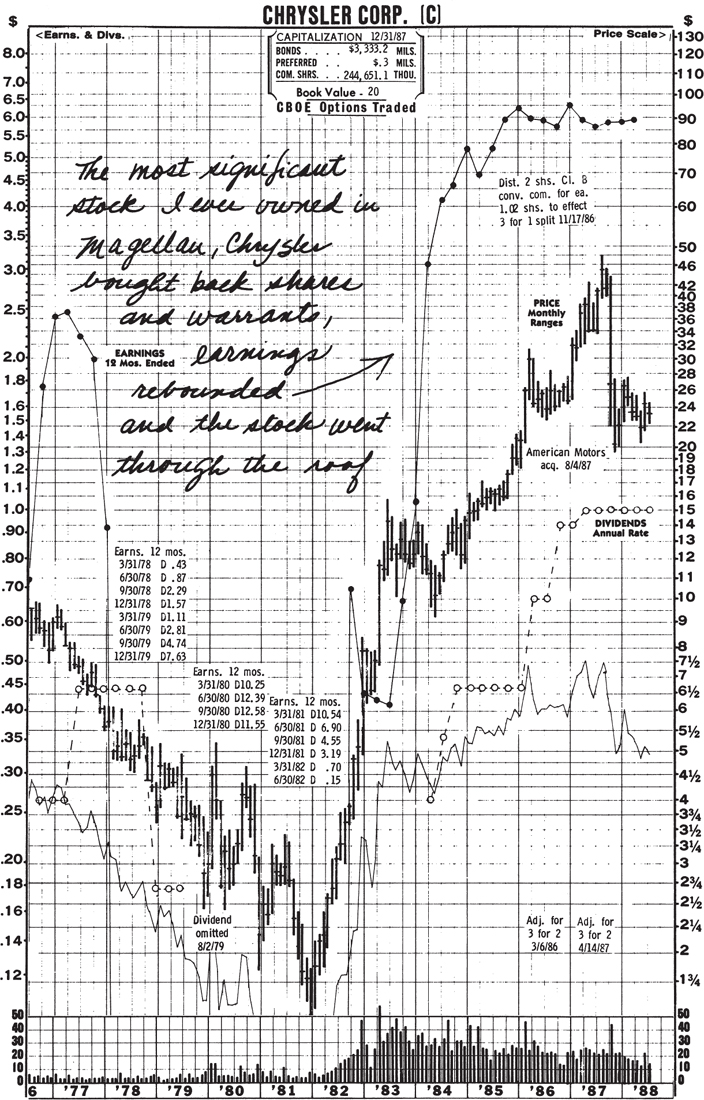 CHRYSLER CORP. (C)
$
$
<Earns. & Divs.
Price Scale>
CAPITALIZATION 12/31/87
BONDS . . . . $3,333.2 MILS.
PREFERRED . . $.3 MILS.
COM. SHRS. . . 244,651.1 THOU.
Book Value - 20
CBOE Options Traded
The most significant
stock I ever owned in
Magellan, Chrysler
bought back shares
and warrants,
earnings
rebounded
and the stock went
through the roof
EARNINGS
12 Mos. Ended
Dist. 2 shs. Cl. B
conv. com. for ea.
1.02 shs. to effect
3 for 1 split 11/17/86
PRICE
Monthly
Ranges
American Motors
acq. 8/4/87
DIVIDENDS
Annual Rate
Earns. 12 mos.
3/31/78 D .43
6/30/78 D .87
9/30/78 D2.29
12/31/78 D1.57
3/31/79 D1.11
6/30/79 D2.81
9/30/79 D4.74
12/31/79 D7.63
Earns. 12 mos.
3/31/80 D10.25
6/30/80 D12.39
9/30/80 D12.58
12/31/80 D11.55
Earns. 12 mos.
3/31/81 D10.54
6/30/81 D 6.90
9/30/81 D 4.55
12/31/81 D 3.19
3/31/82 D .70
6/30/82 D .15
Dividend
omitted
8/2/79
Adj. for
3 for 2
3/6/86
Adj. for
3 for 2
4/14/87
8.0
7.0
6.5
6.0
5.0
4.5
4.0
3.5
3.0
2.5
2.0
1.8
1.6
1.5
1.4
1.3
1.2
1.1
1.0
.90
.80
.70
.60
.50
.45
.40
.35
.30
.25
.20
.18
.16
.14
.12
50
40
30
20
10
0
130
120
110
100
90
80
70
60
50
46
42
40
38
36
34
32
30
28
26
24
22
20
19
18
17
16
15
14
13
12
11
10
9
8
7½
7
6½
6
5½
5
4½
4
3¾
3½
3¼
3
2¾
2½
2¼
2
1¾
50
40
30
20
10
0
6 '77 '78 '79 '80 '81 '82 '83 '84 '85 '86 '87 '88